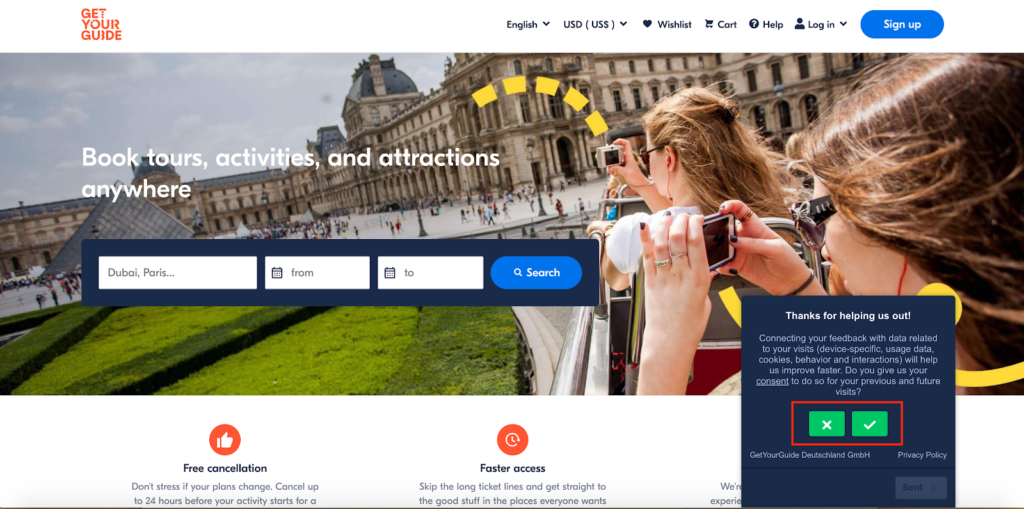 GET
YOUR
GUIDE
English
USD ( US$ )
Wishlist
Cart
Help
Log in
Sign up
Book tours, activities, and attractions
anywhere
Dubai, Paris...
from
to
Search
Thanks for helping us out!
Connecting your feedback with data related
to your visits (device-specific, usage data,
cookies, behavior and interactions) will help
us improve faster. Do you give us your
consent to do so for your previous and future
visits?
GetYourGuide Deutschland GmbH
Privacy Policy
Sent
Free cancellation
Don't stress if your plans change. Cancel up
to 24 hours before your activity starts for a
Faster access
Skip the long ticket lines and get straight to
the good stuff in the places everyone wants
We're